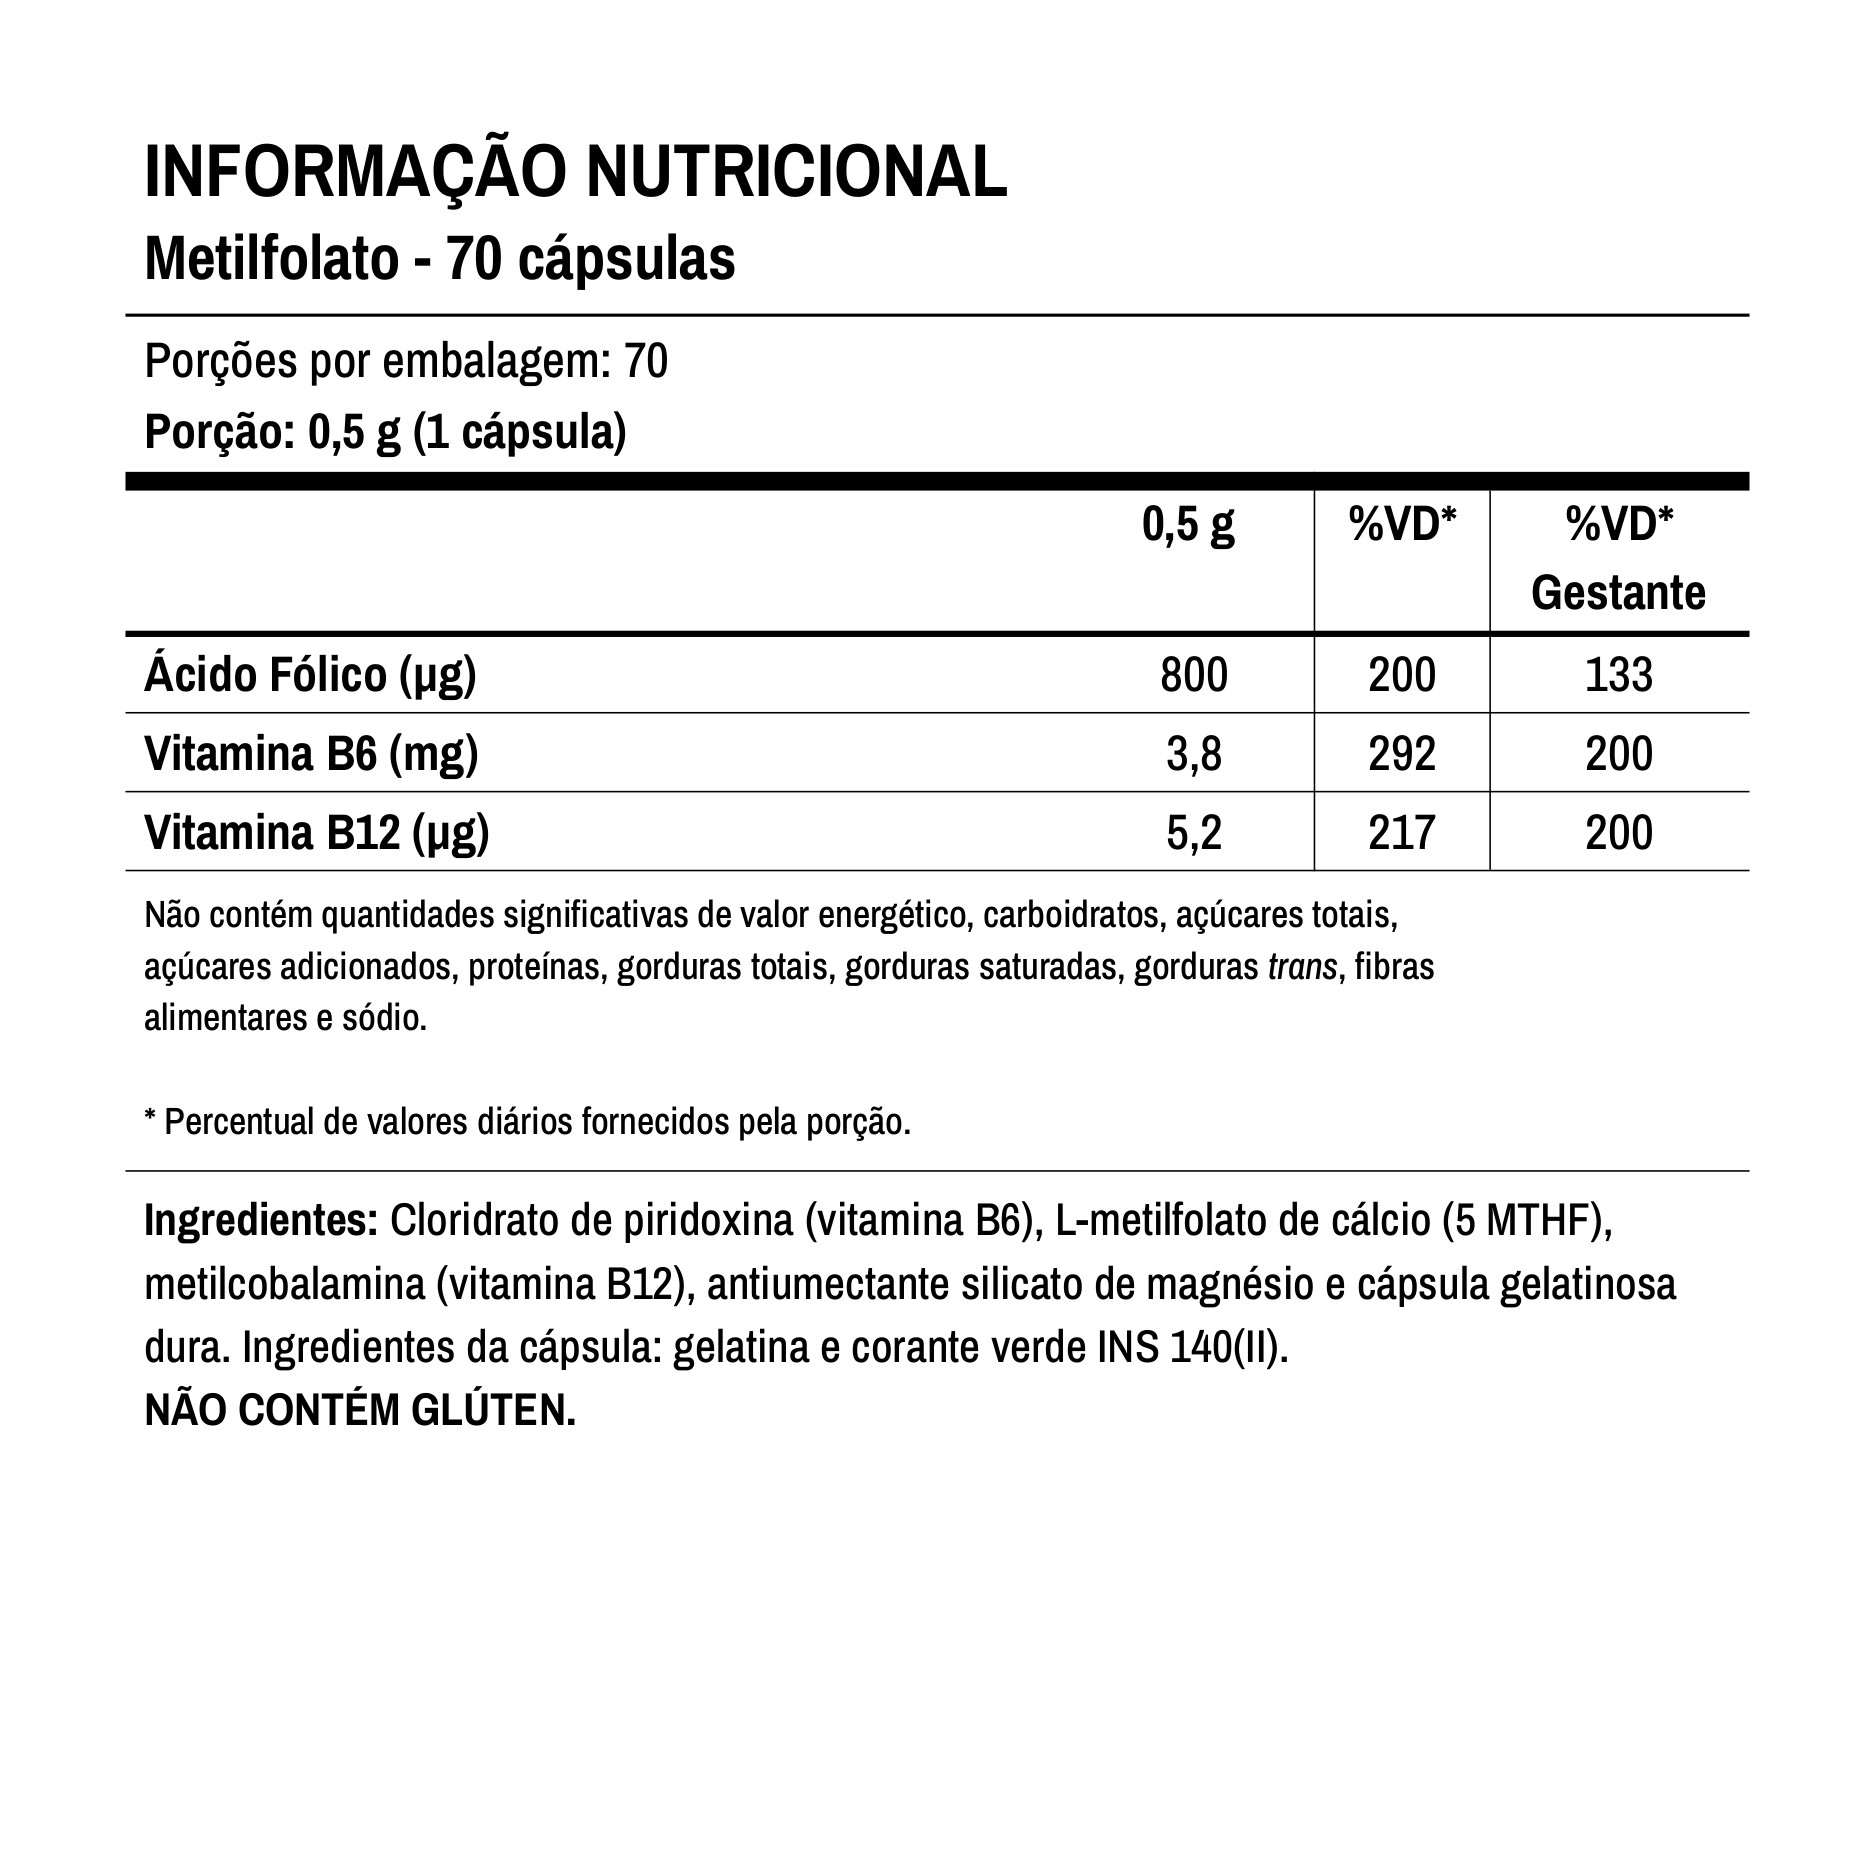 INFORMAÇÃO NUTRICIONAL
Metilfolato - 70 cápsulas
Porções por embalagem: 70
Porção: 0,5 g (1 cápsula)
0,5 g %VD* %VD*
Gestante
Ácido Fólico (µg) 800 200 133
Vitamina B6 (mg) 3,8 292 200
Vitamina B12 (µg) 5,2 217 200
Não contém quantidades significativas de valor energético, carboidratos, açúcares totais,
açúcares adicionados, proteínas, gorduras totais, gorduras saturadas, gorduras trans, fibras
alimentares e sódio.
* Percentual de valores diários fornecidos pela porção.
Ingredientes: Cloridrato de piridoxina (vitamina B6), L-metilfolato de cálcio (5 MTHF),
metilcobalamina (vitamina B12), antiumectante silicato de magnésio e cápsula gelatinosa
dura. Ingredientes da cápsula: gelatina e corante verde INS 140(II).
NÃO CONTÉM GLÚTEN.